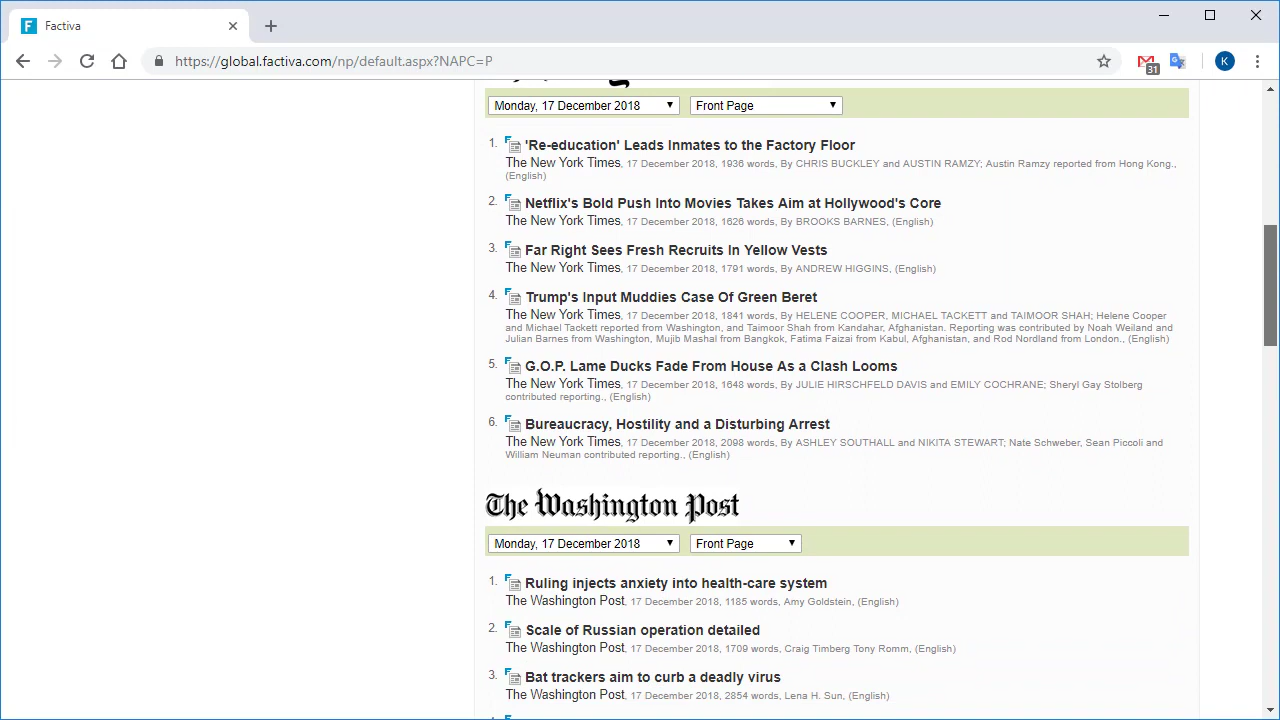 Factiva
https://global.factiva.com/np/default.aspx?NAPC=P
31
K
Monday, 17 December 2018 Front Page
1. 'Re-education' Leads Inmates to the Factory Floor
The New York Times, 17 December 2018, 1936 words, By CHRIS BUCKLEY and AUSTIN RAMZY; Austin Ramzy reported from Hong Kong.,
(English)
2. Netflix's Bold Push Into Movies Takes Aim at Hollywood's Core
The New York Times, 17 December 2018, 1626 words, By BROOKS BARNES, (English)
3. Far Right Sees Fresh Recruits In Yellow Vests
The New York Times, 17 December 2018, 1791 words, By ANDREW HIGGINS, (English)
4. Trump's Input Muddies Case Of Green Beret
The New York Times, 17 December 2018, 1841 words, By HELENE COOPER, MICHAEL TACKETT and TAIMOOR SHAH; Helene Cooper
and Michael Tackett reported from Washington, and Taimoor Shah from Kandahar, Afghanistan. Reporting was contributed by Noah Weiland and
Julian Barnes from Washington, Mujib Mashal from Bangkok, Fatima Faizai from Kabul, Afghanistan, and Rod Nordland from London., (English)
5. G.O.P. Lame Ducks Fade From House As a Clash Looms
The New York Times, 17 December 2018, 1648 words, By JULIE HIRSCHFELD DAVIS and EMILY COCHRANE; Sheryl Gay Stolberg
contributed reporting., (English)
6. Bureaucracy, Hostility and a Disturbing Arrest
The New York Times, 17 December 2018, 2098 words, By ASHLEY SOUTHALL and NIKITA STEWART; Nate Schweber, Sean Piccoli and
William Neuman contributed reporting., (English)
The Washington Post
Monday, 17 December 2018 Front Page
1. Ruling injects anxiety into health-care system
The Washington Post, 17 December 2018, 1185 words, Amy Goldstein, (English)
2. Scale of Russian operation detailed
The Washington Post, 17 December 2018, 1709 words, Craig Timberg Tony Romm, (English)
3. Bat trackers aim to curb a deadly virus
The Washington Post, 17 December 2018, 2854 words, Lena H. Sun, (English)